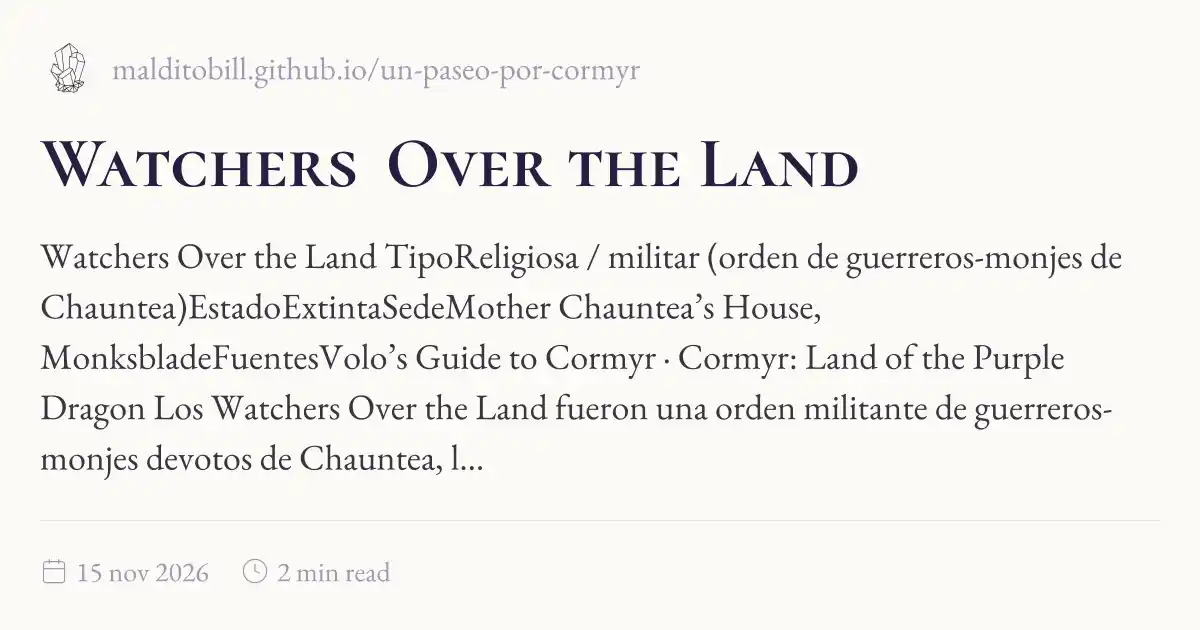 malditobill.github.io/un-paseo-por-cormyr
Watchers Over the Land
Watchers Over the Land TipoReligiosa / militar (orden de guerreros-monjes de
Chauntea)EstadoExtintaSedeMother Chauntea’s House,
MonksbladeFuentesVolo’s Guide to Cormyr · Cormyr: Land of the Purple
Dragon Los Watchers Over the Land fueron una orden militante de guerreros-
monjes devotos de Chauntea, l...
15 nov 2026 2 min read